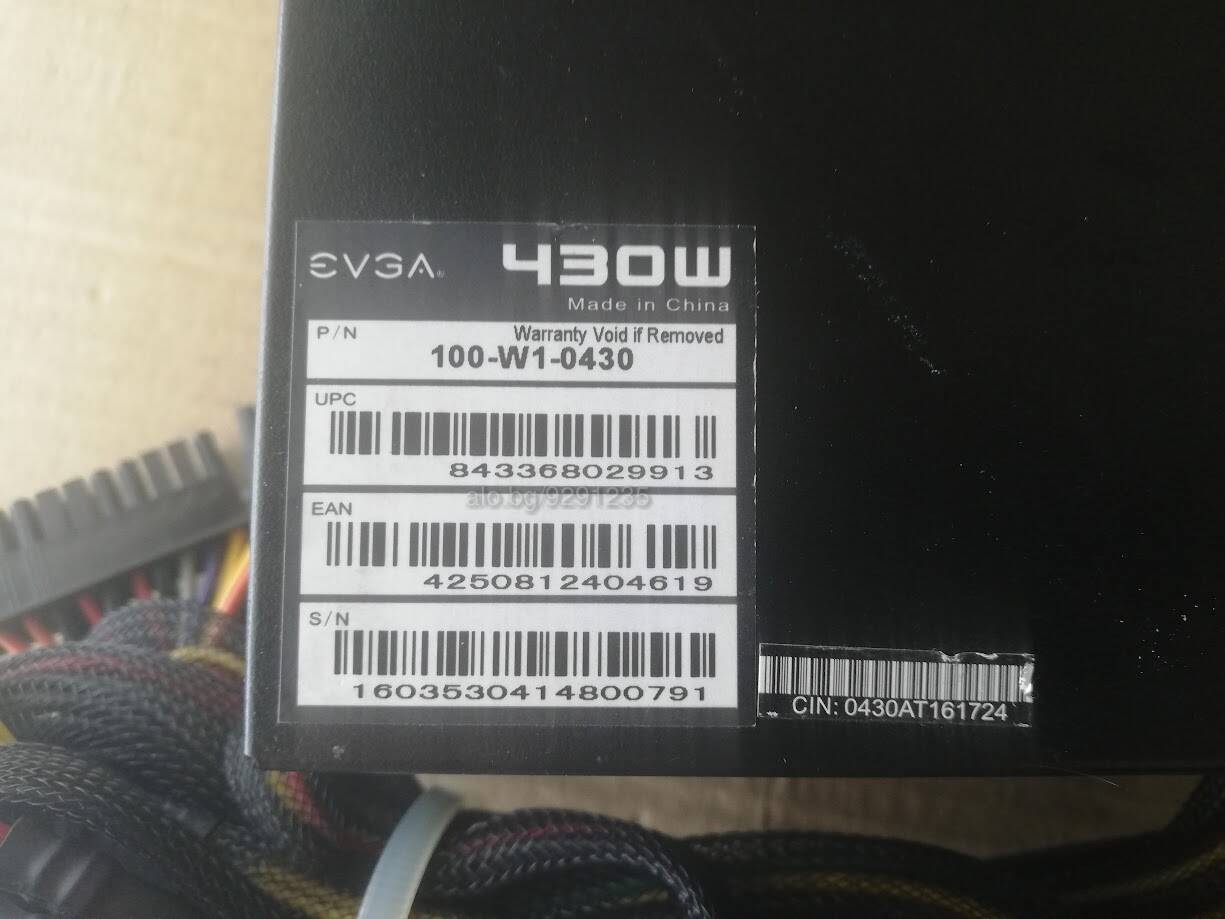 EVGA® 430W
Made in China
P/N Warranty Void if Removed
100-W1-0430
UPC
843368029913
alo.bg/9291235
EAN
4250812404619
S/N
1603530414800791
CIN: 0430AT161724